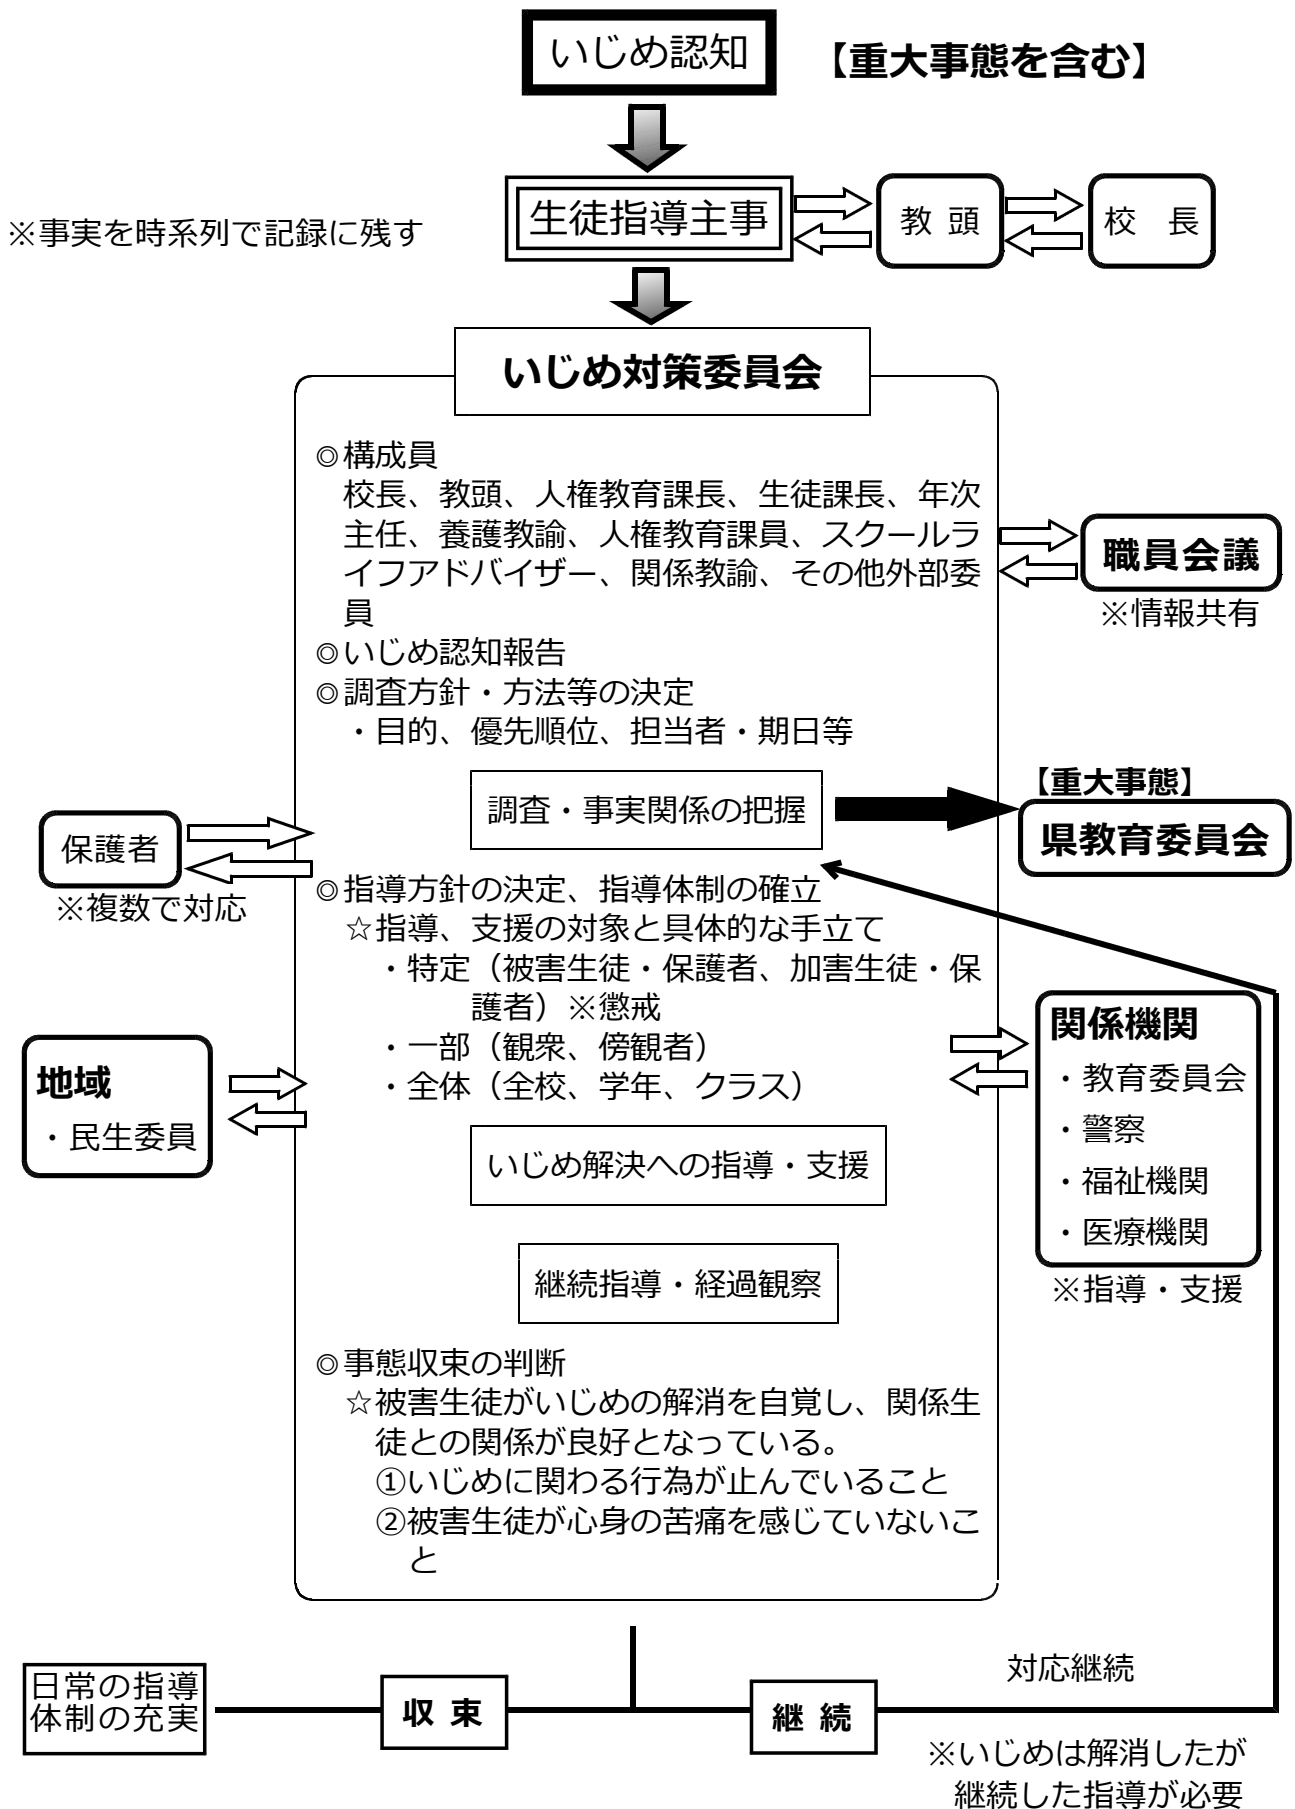 いじめ認知
【重大事態を含む】
生徒指導主事
教 頭
校　長
※事実を時系列で記録に残す
いじめ対策委員会
◎構成員
校長、教頭、人権教育課長、生徒課長、年次
主任、養護教諭、人権教育課員、スクールラ
イフアドバイザー、関係教諭、その他外部委
員
職員会議
※情報共有
◎いじめ認知報告
◎調査方針・方法等の決定
・目的、優先順位、担当者・期日等
調査・事実関係の把握
【重大事態】
県教育委員会
保護者
※複数で対応
◎指導方針の決定、指導体制の確立
☆指導、支援の対象と具体的な手立て
・特定（被害生徒・保護者、加害生徒・保
護者）※懲戒
・一部（観衆、傍観者）
・全体（全校、学年、クラス）
地域
・民生委員
関係機関
・教育委員会
・警察
・福祉機関
・医療機関
※指導・支援
いじめ解決への指導・支援
継続指導・経過観察
◎事態収束の判断
☆被害生徒がいじめの解消を自覚し、関係生
徒との関係が良好となっている。
①いじめに関わる行為が止んでいること
②被害生徒が心身の苦痛を感じていないこ
と
日常の指導
体制の充実
収 束
継 続
対応継続
※いじめは解消したが
継続した指導が必要